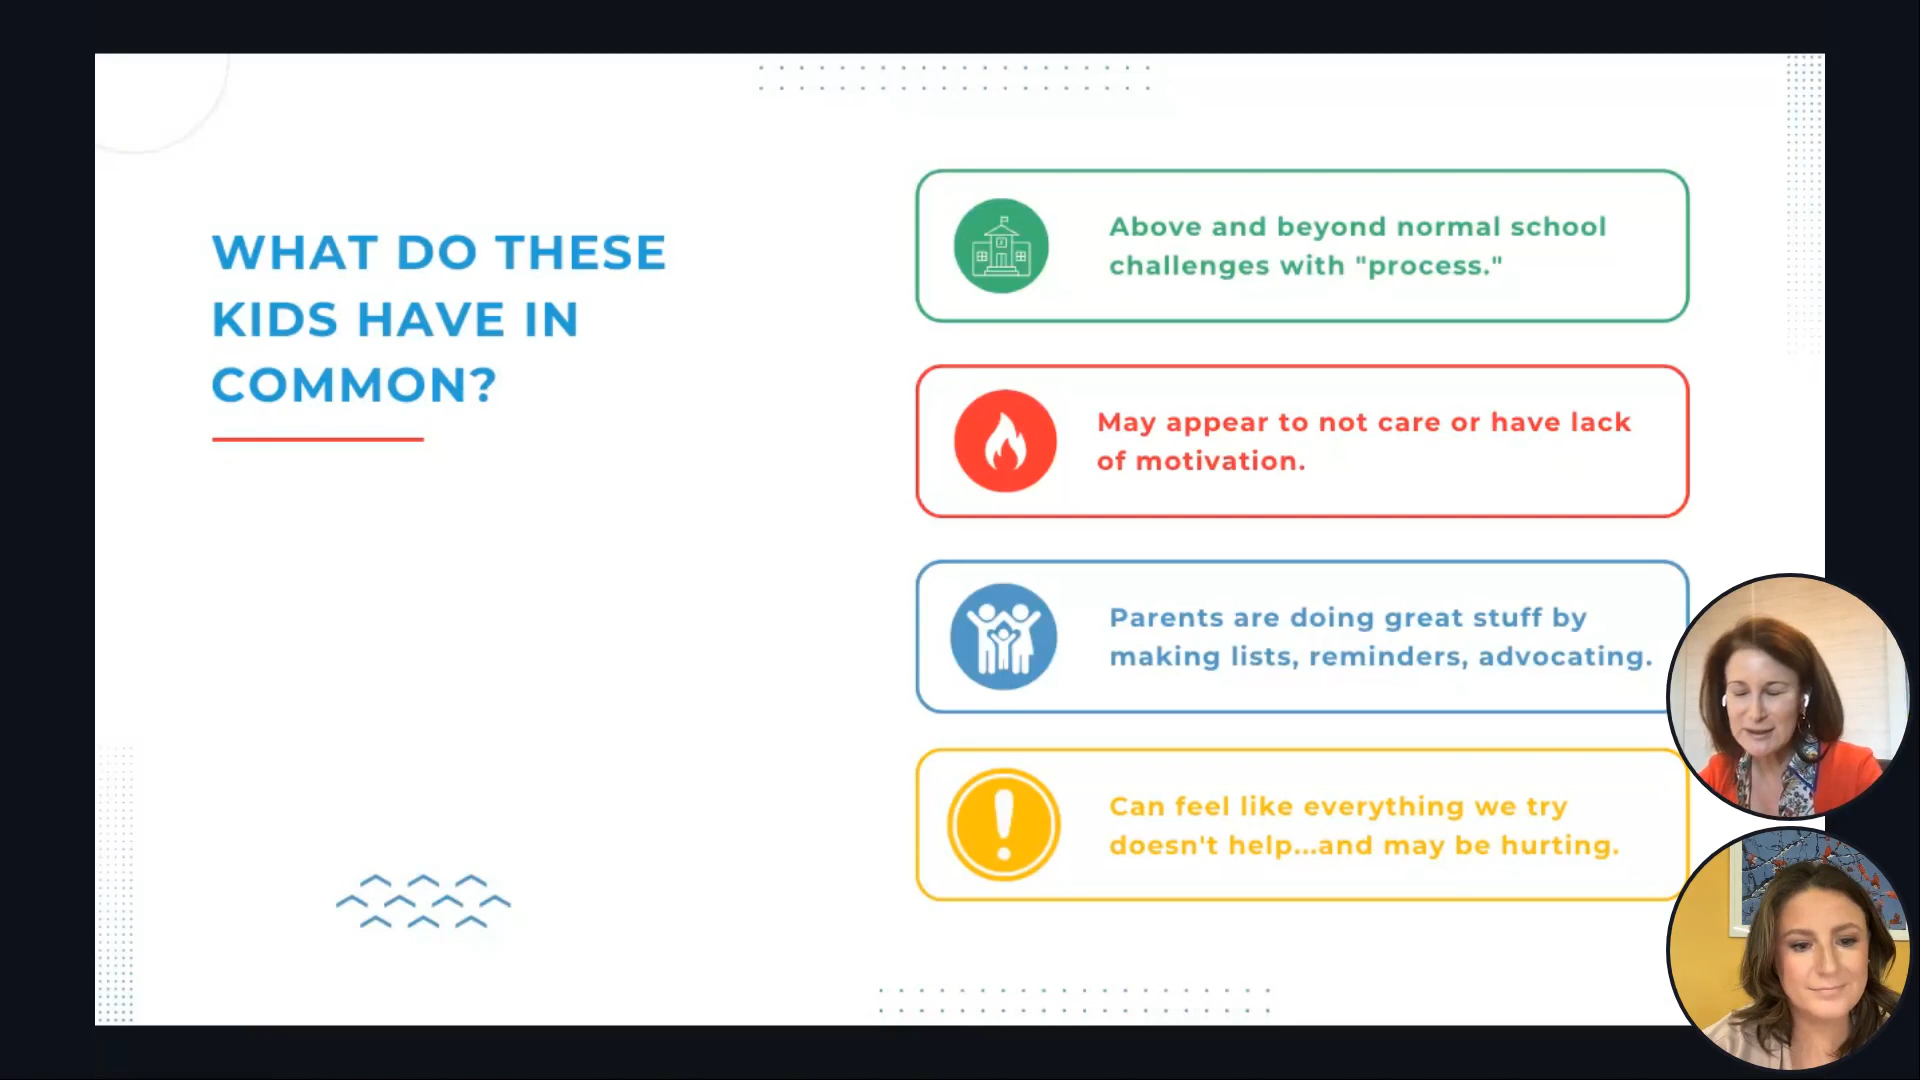 WHAT DO THESE
KIDS HAVE IN
COMMON?
Above and beyond normal school
challenges with "process."
May appear to not care or have lack
of motivation.
Parents are doing great stuff by
making lists, reminders, advocating.
Can feel like everything we try
doesn't help...and may be hurting.